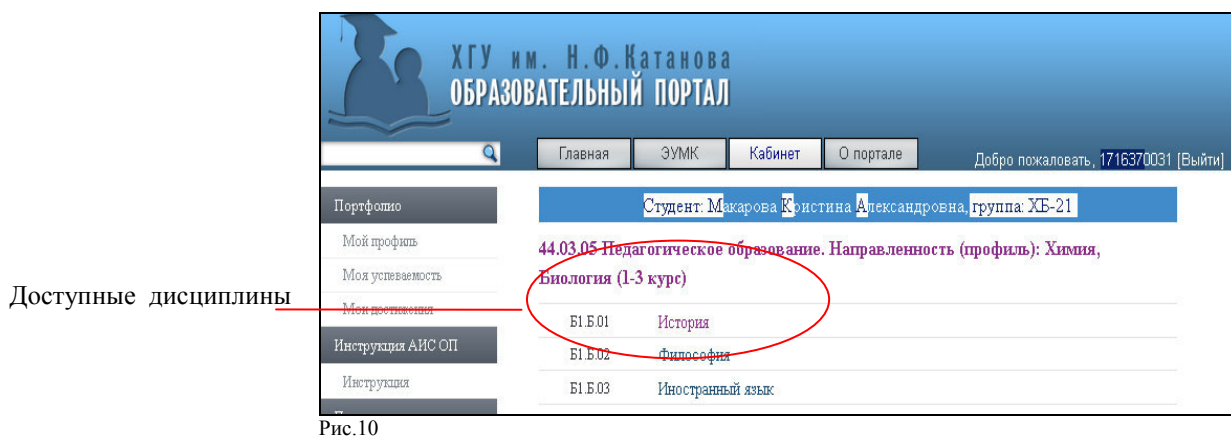 ХГУ им. Н.Ф.Катанова
ОБРАЗОВАТЕЛЬНЫЙ ПОРТАЛ
Главная
ЭУМК
Кабинет
О портале
Добро пожаловать, 1716370031 [Выйти]
Портфолио
Мой профиль
Моя успеваемость
Мои достижения
Инструкция АИС ОП
Инструкция
Студент: Макарова Кристина Александровна, группа: ХБ-21
44.03.05 Педагогическое образование. Направленность (профиль): Химия,
Биология (1-3 курс)
Б1.Б.01 История
Б1.Б.02 Философия
Б1.Б.03 Иностранный язык
Доступные дисциплины
Рис.10